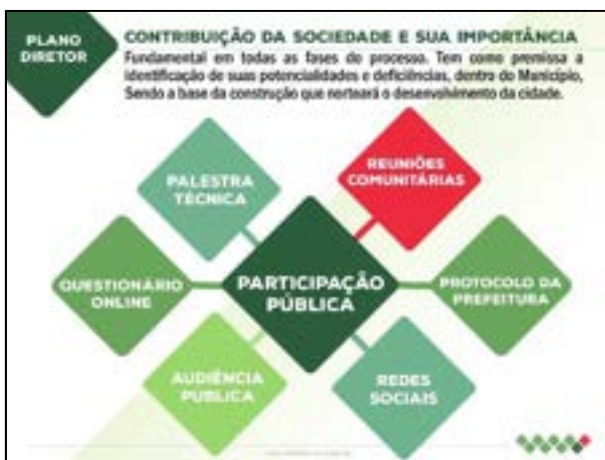 PLANO
DIRETOR
CONTRIBUIÇÃO DA SOCIEDADE E SUA IMPORTÂNCIA
Fundamental em todas as fases do processo. Tem como premissa a
identificação de suas potencialidades e deficiências, dentro do Município,
Sendo a base da construção que norteará o desenvolvimento da cidade.
PALESTRA
TÉCNICA
REUNIÕES
COMUNITÁRIAS
QUESTIONÁRIO
ONLINE
PARTICIPAÇÃO
PÚBLICA
PROTOCOLO DA
PREFEITURA
AUDIÊNCIA
PUBLICA
REDES
SOCIAIS